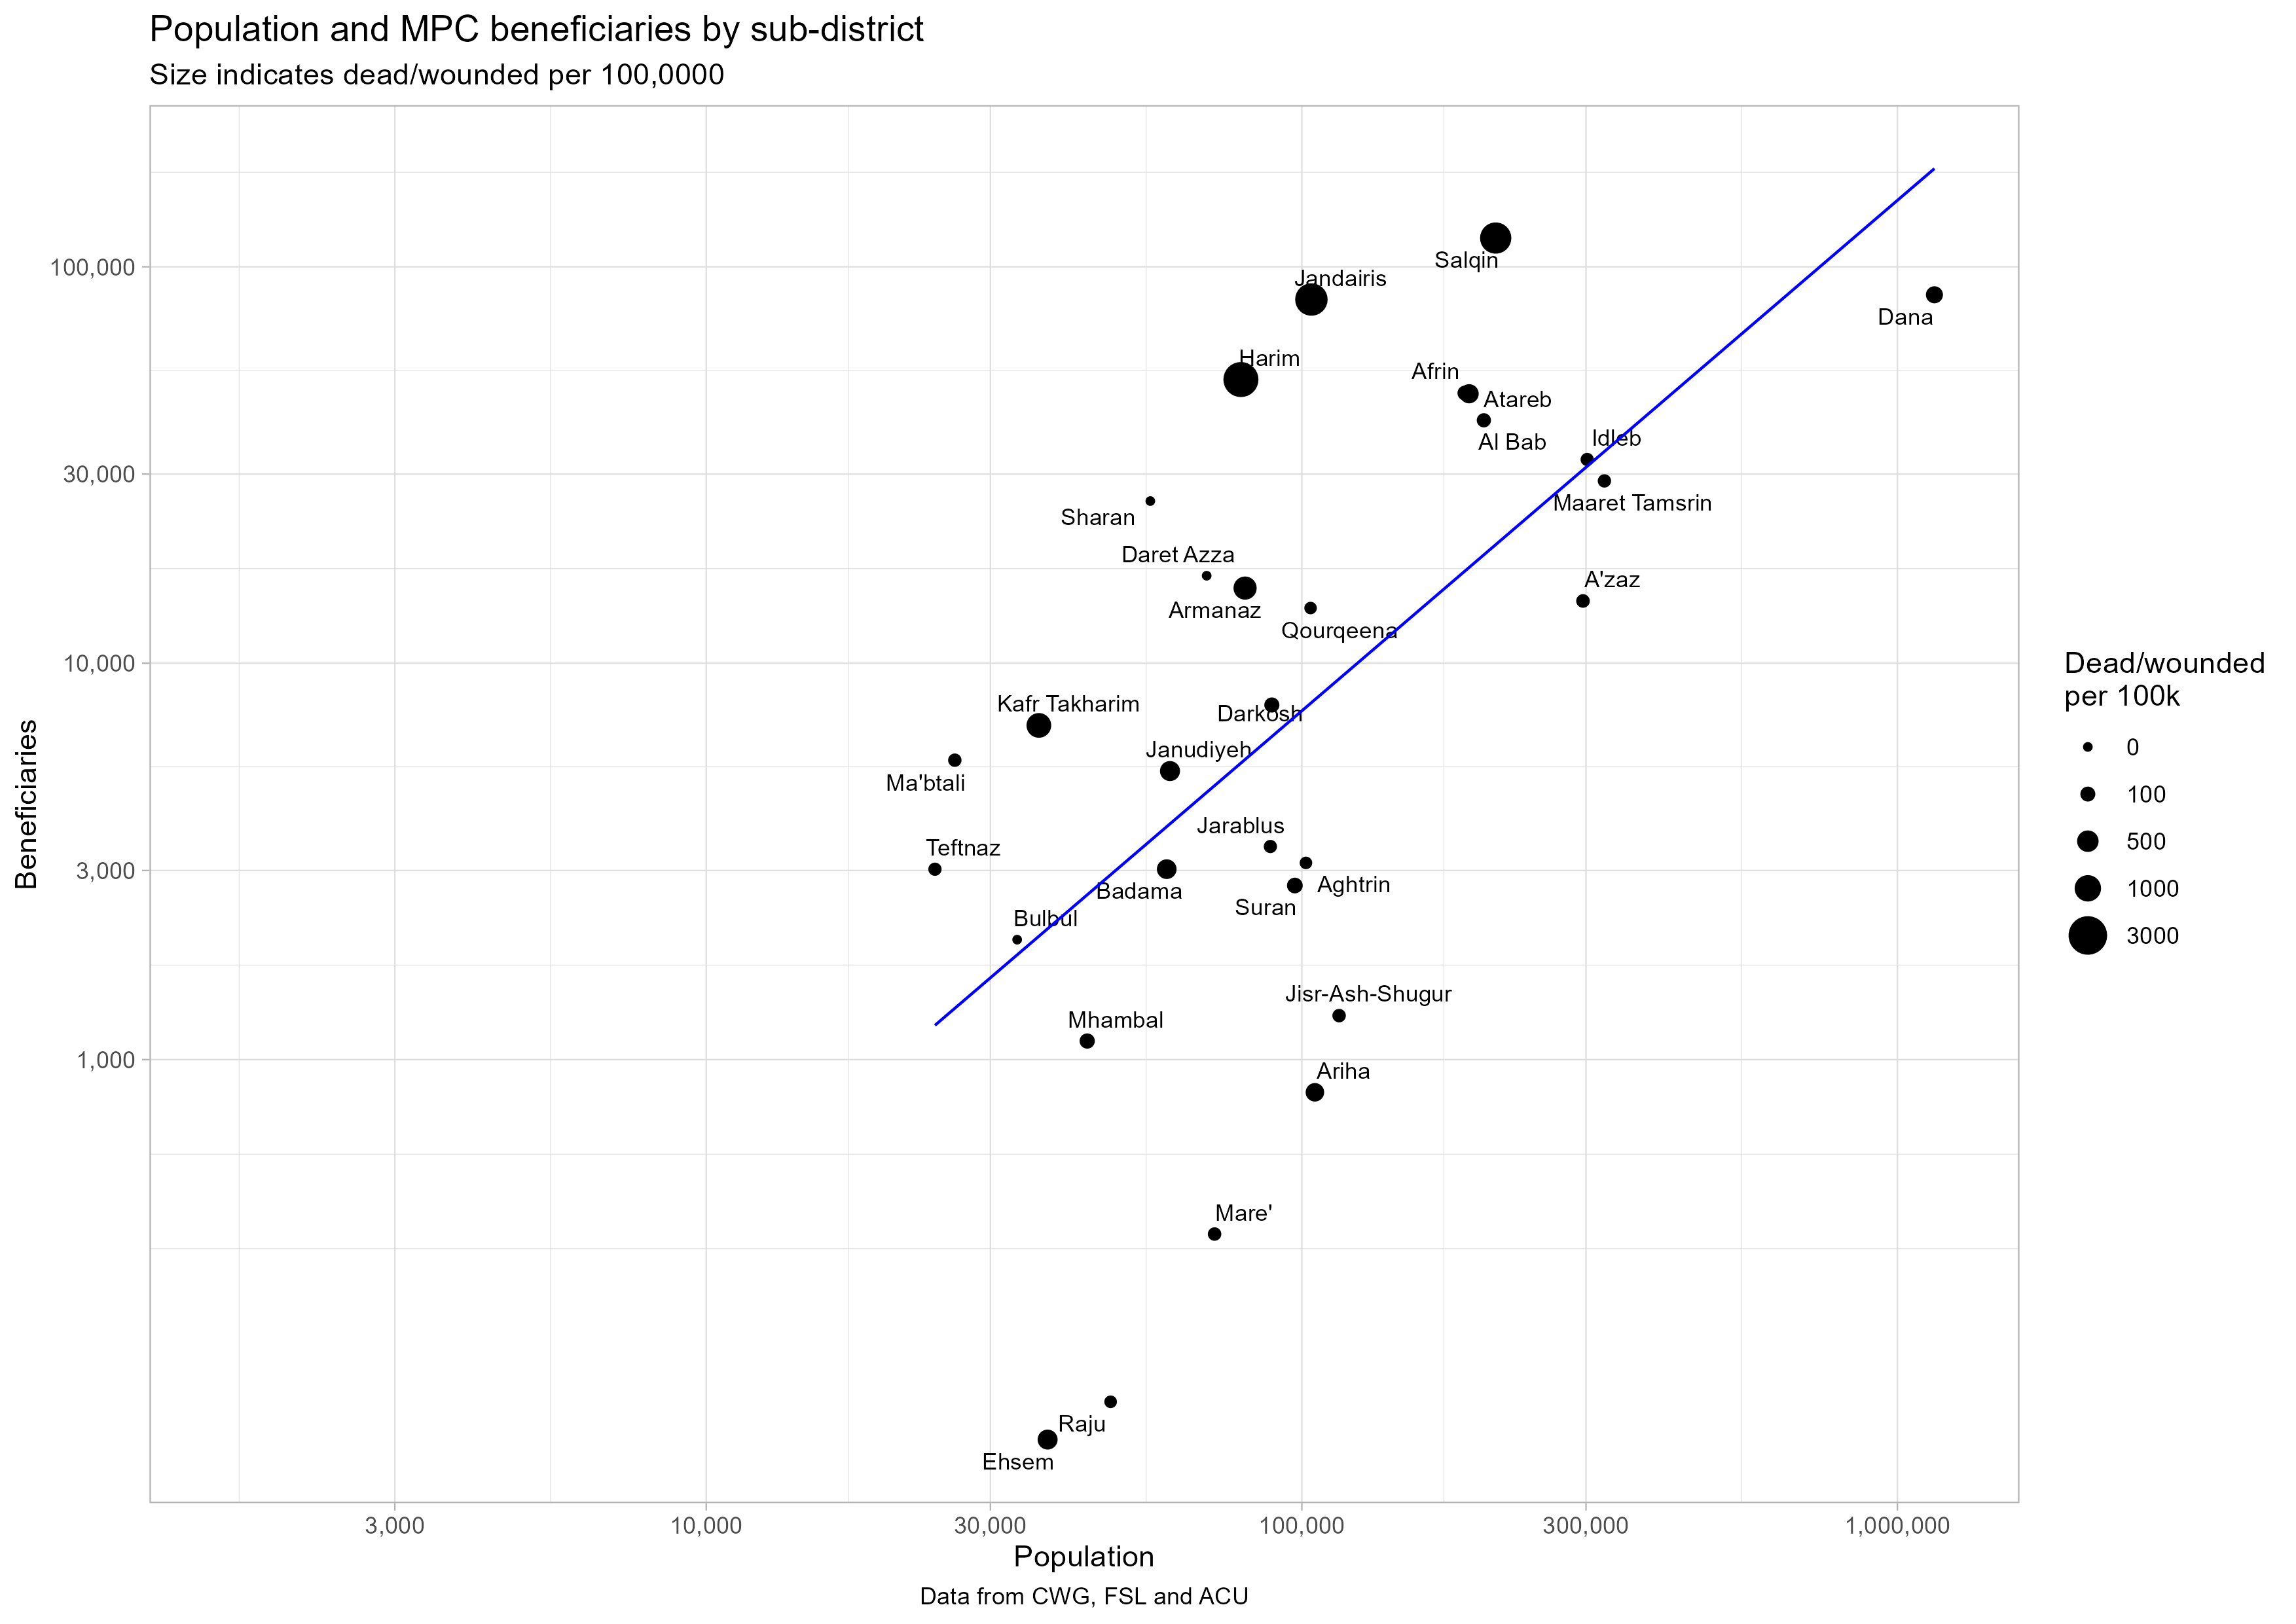 Population and MPC beneficiaries by sub-district
Size indicates dead/wounded per 100,0000
Beneficiaries
100,000
30,000
10,000
3,000
1,000
Salqin
Jandairis
Dana
Harim
Afrin
Atareb
Al Bab
Idleb
Maaret Tamsrin
Sharan
Daret Azza
A'zaz
Armanaz
Qourqeena
Kafr Takharim
Darkosh
Janudiyeh
Ma'btali
Jarablus
Teftnaz
Badama
Aghtrin
Suran
Bulbul
Jisr-Ash-Shugur
Mhambal
Ariha
Mare'
Raju
Ehsem
3,000
10,000
30,000
100,000
300,000
1,000,000
Population
Data from CWG, FSL and ACU
Dead/wounded
per 100k
0
100
500
1000
3000